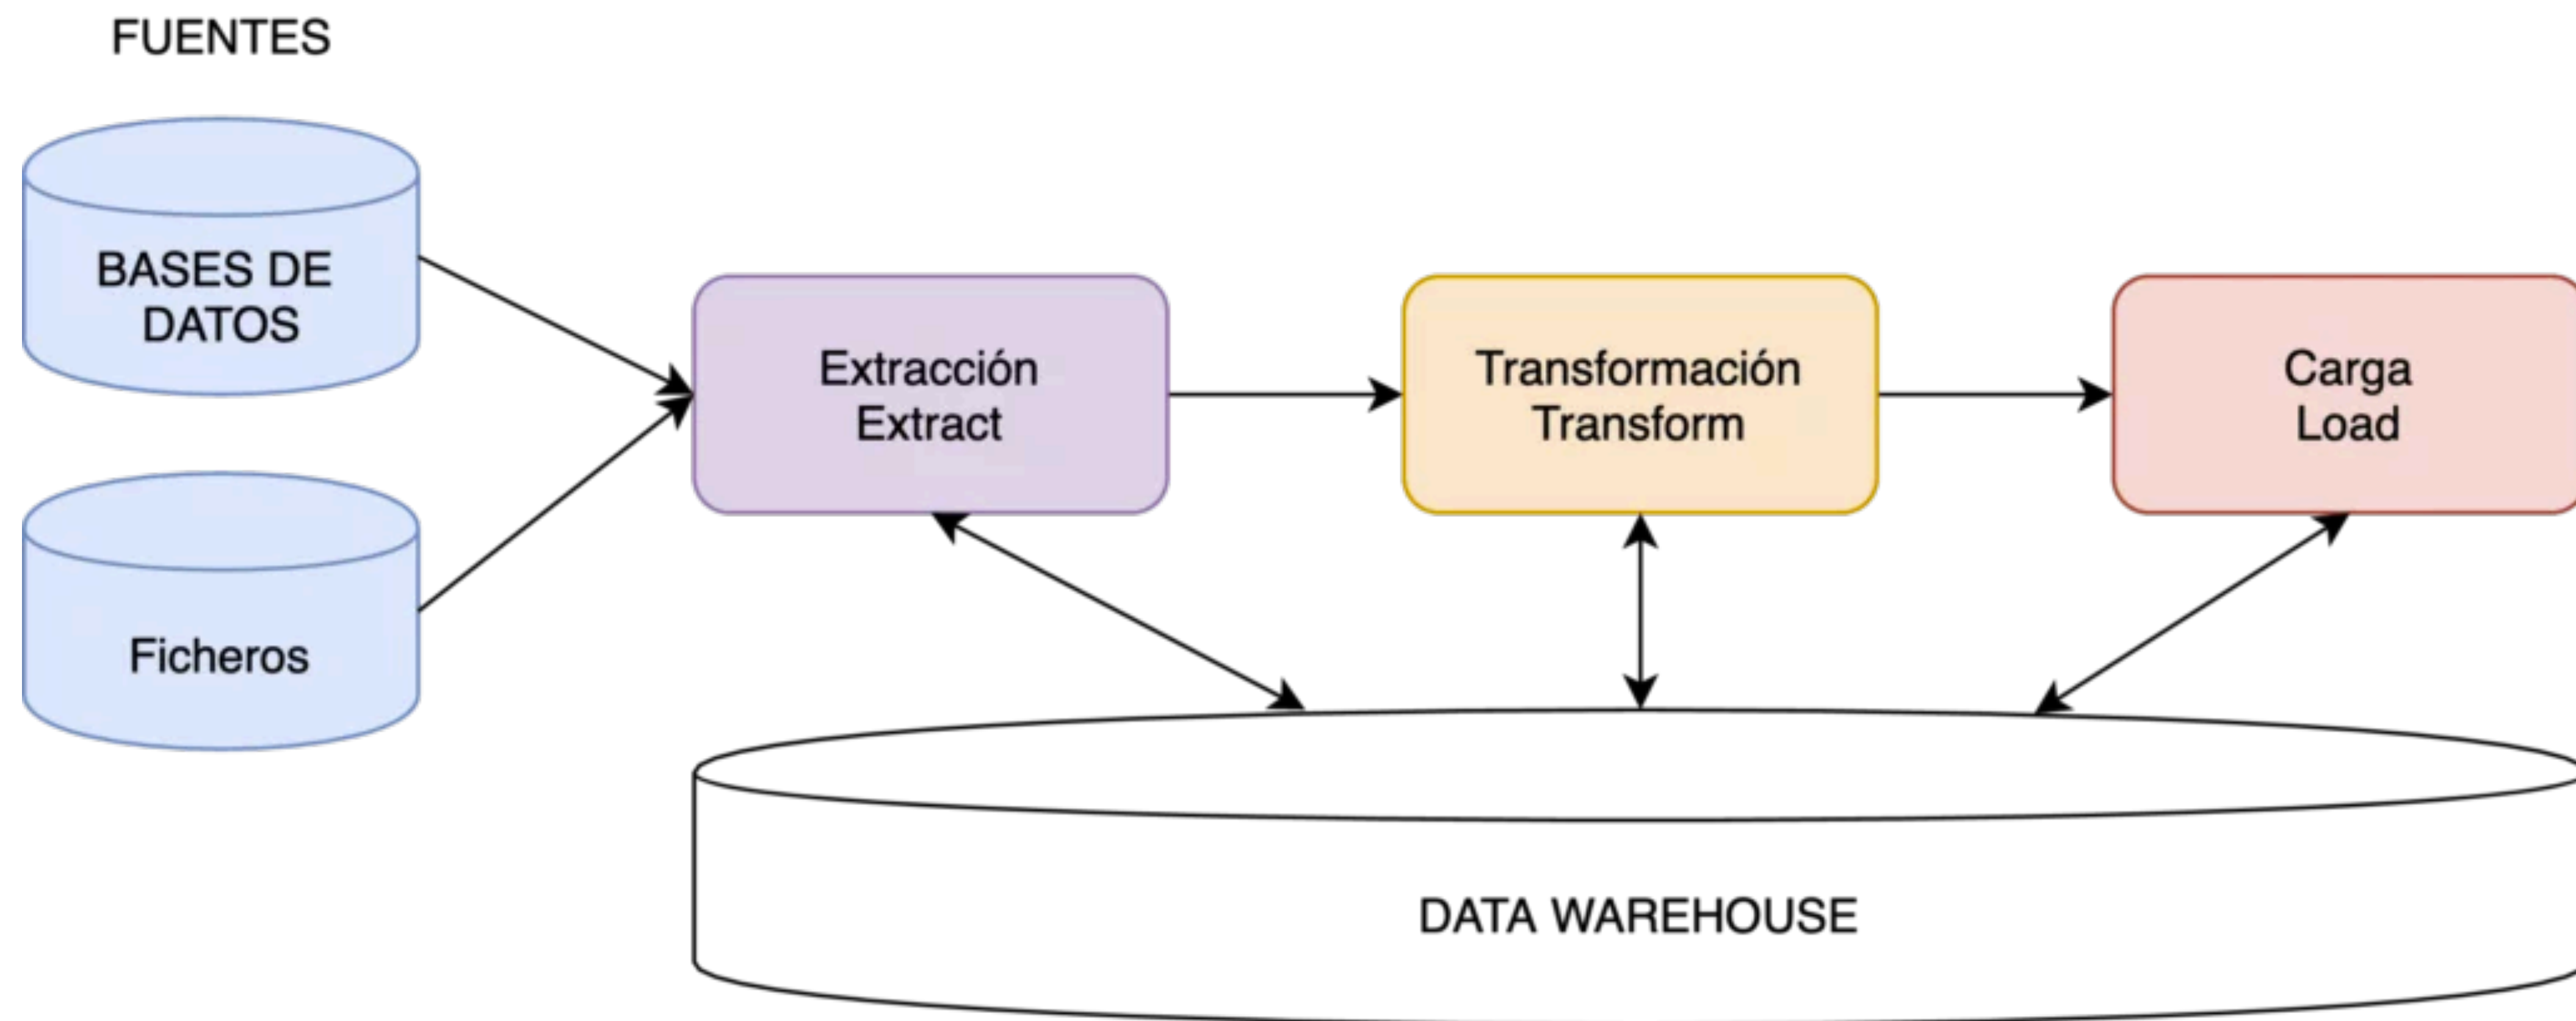 FUENTES
BASES DE
DATOS
Ficheros
Extracción
Extract
Transformación
Transform
Carga
Load
DATA WAREHOUSE